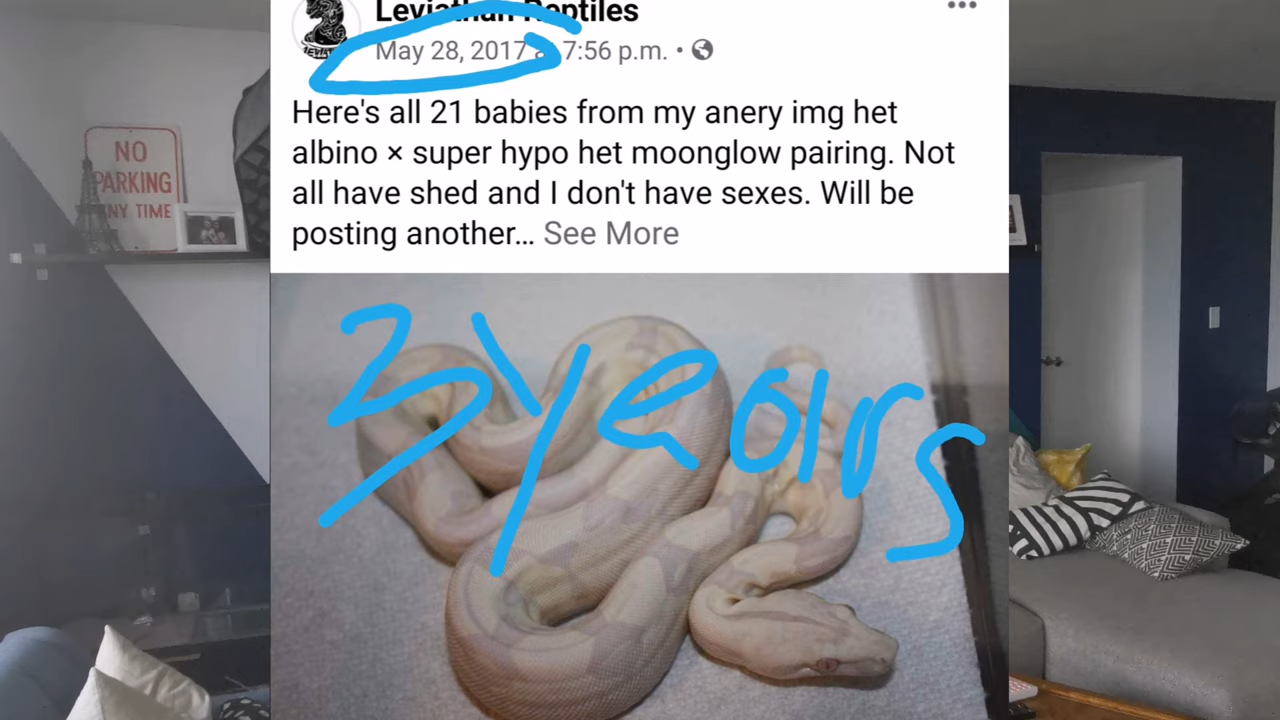 Leviathan Reptiles
May 28, 2017 at 7:56 p.m.
Here's all 21 babies from my anery img het
albino × super hypo het moonglow pairing. Not
all have shed and I don't have sexes. Will be
posting another... See More
3 years
NO
PARKING
ANY TIME